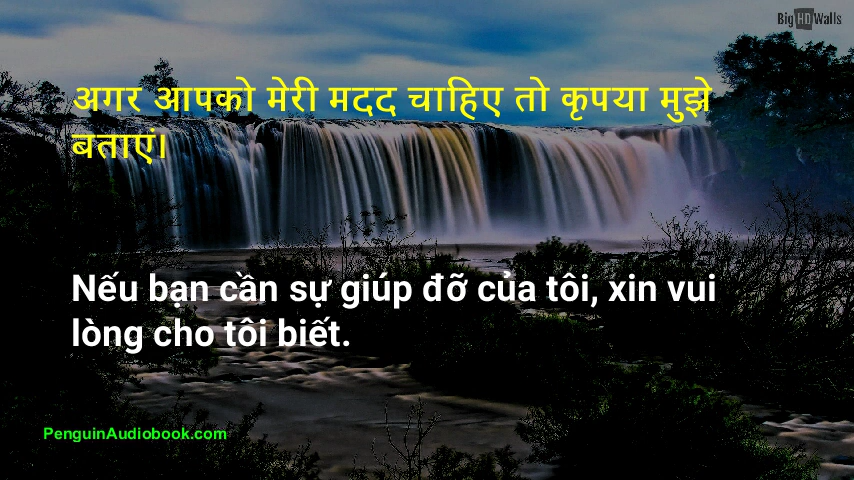 Big HD Walls
अगर आपको मेरी मदद चाहिए तो कृपया मुझे
बताएं।
Nếu bạn cần sự giúp đỡ của tôi, xin vui
lòng cho tôi biết.
PenguinAudiobook.com